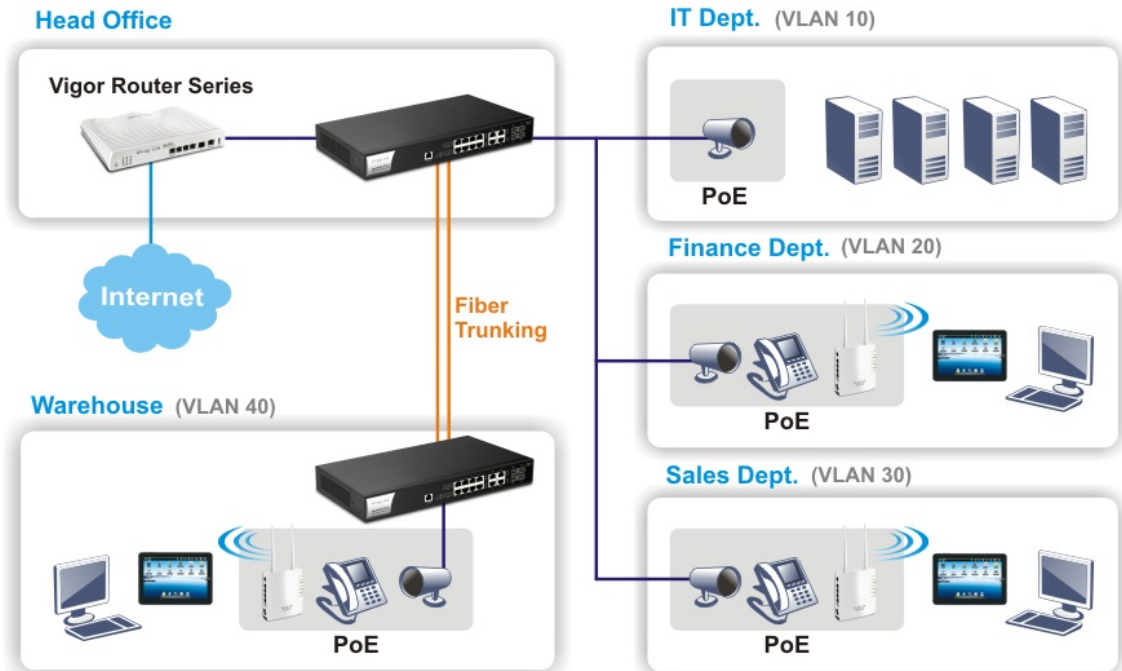 Head Office
Vigor Router Series
Internet
Fiber
Trunking
Warehouse (VLAN 40)
PoE
IT Dept. (VLAN 10)
PoE
Finance Dept. (VLAN 20)
PoE
Sales Dept. (VLAN 30)
PoE